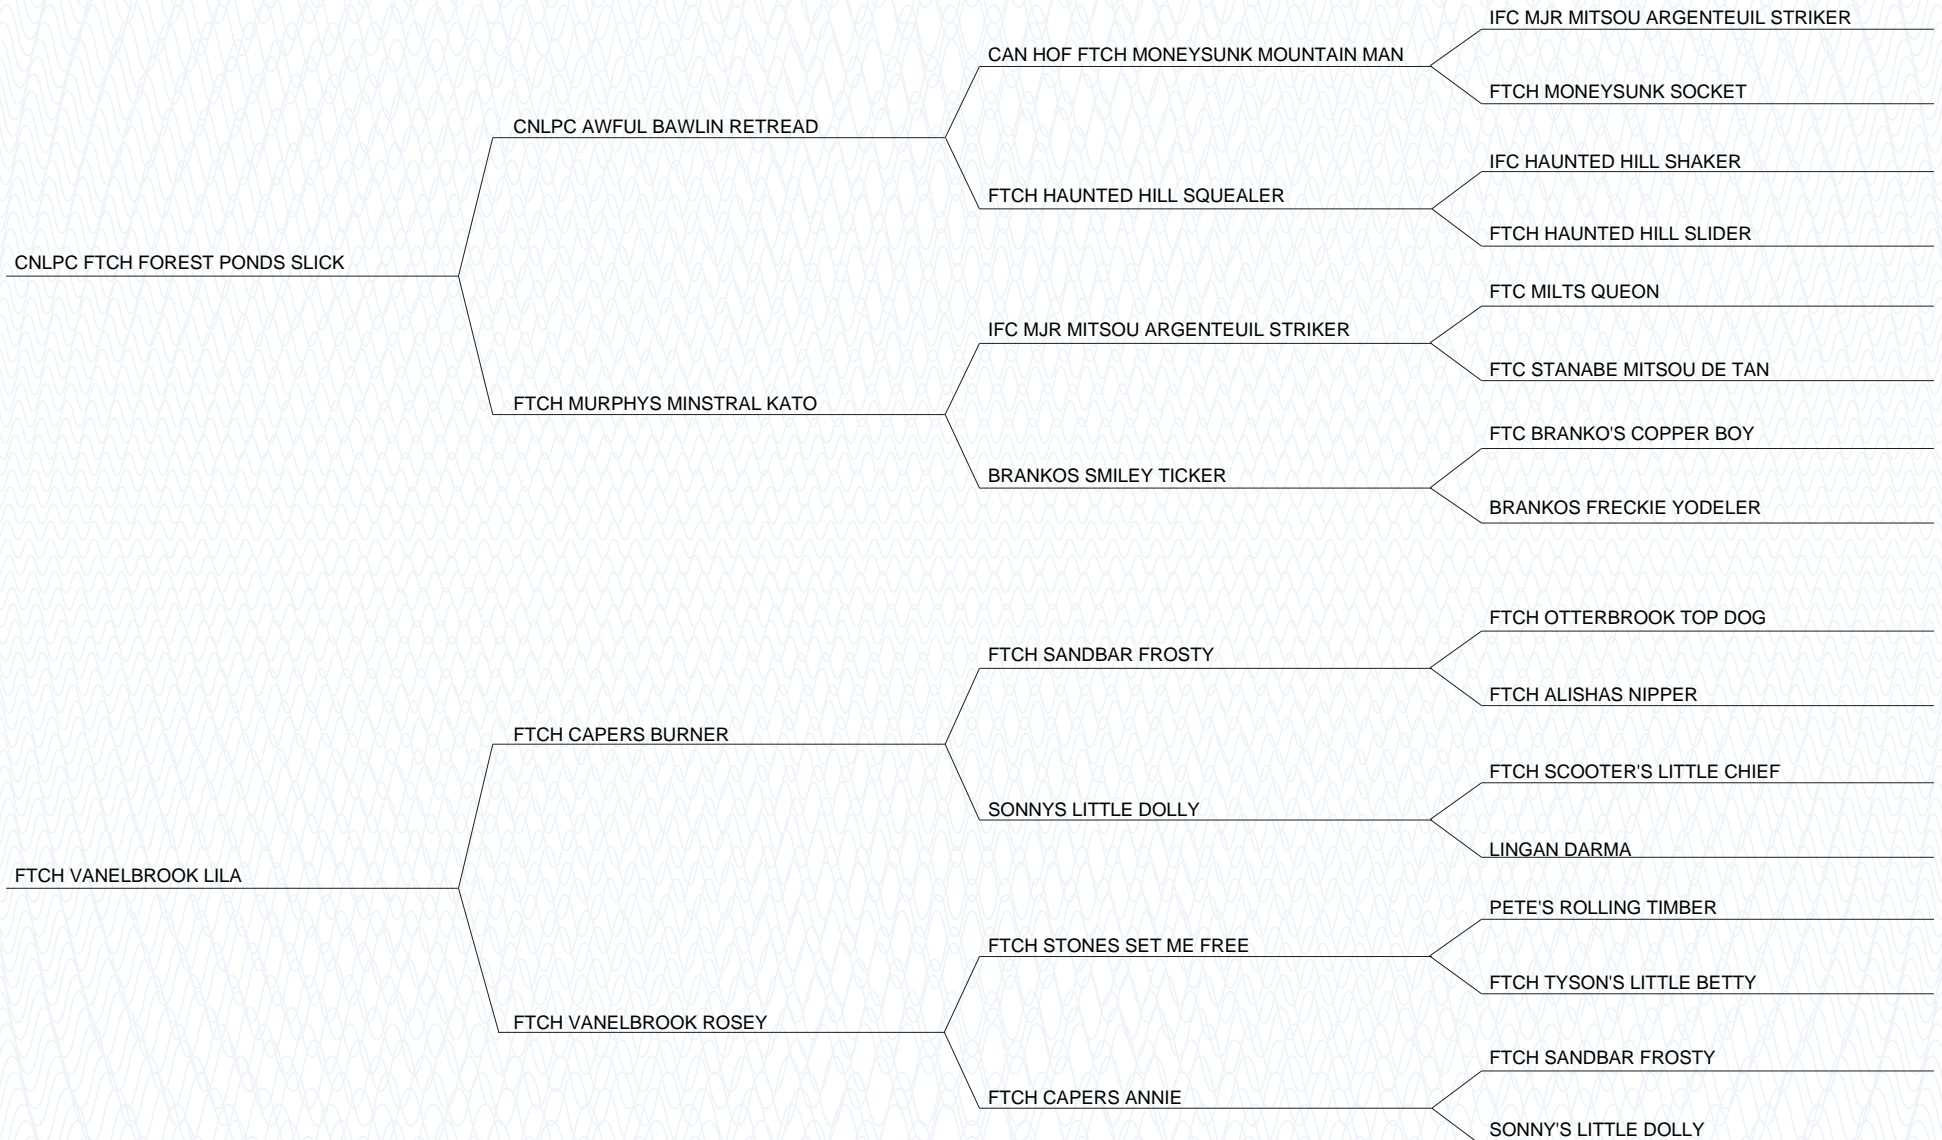 IFC MJR MITSOU ARGENTEUIL STRIKER
CAN HOF FTCH MONEYSUNK MOUNTAIN MAN
FTCH MONEYSUNK SOCKET
CNLPC AWFUL BAWLIN RETREAD
IFC HAUNTED HILL SHAKER
FTCH HAUNTED HILL SQUEALER
FTCH HAUNTED HILL SLIDER
CNLPC FTCH FOREST PONDS SLICK
FTC MILTS QUEON
IFC MJR MITSOU ARGENTEUIL STRIKER
FTC STANABE MITSOU DE TAN
FTCH MURPHYS MINSTRAL KATO
FTC BRANKO'S COPPER BOY
BRANKOS SMILEY TICKER
BRANKOS FRECKIE YODELER
FTCH OTTERBROOK TOP DOG
FTCH SANDBAR FROSTY
FTCH ALISHAS NIPPER
FTCH CAPERS BURNER
FTCH SCOOTER'S LITTLE CHIEF
SONNYS LITTLE DOLLY
LINGAN DARMA
FTCH VANELBROOK LILA
PETE'S ROLLING TIMBER
FTCH STONES SET ME FREE
FTCH TYSON'S LITTLE BETTY
FTCH VANELBROOK ROSEY
FTCH SANDBAR FROSTY
FTCH CAPERS ANNIE
SONNY'S LITTLE DOLLY